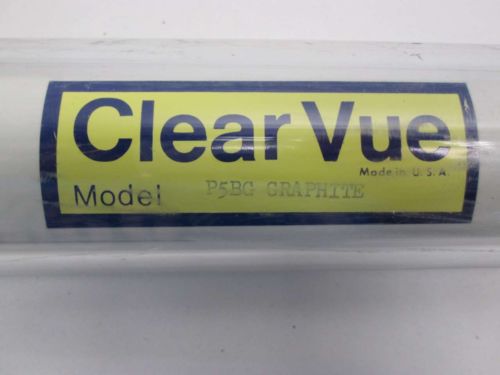 Clear Vue
Made in U.S.A.
Model P5BG GRAPHITE